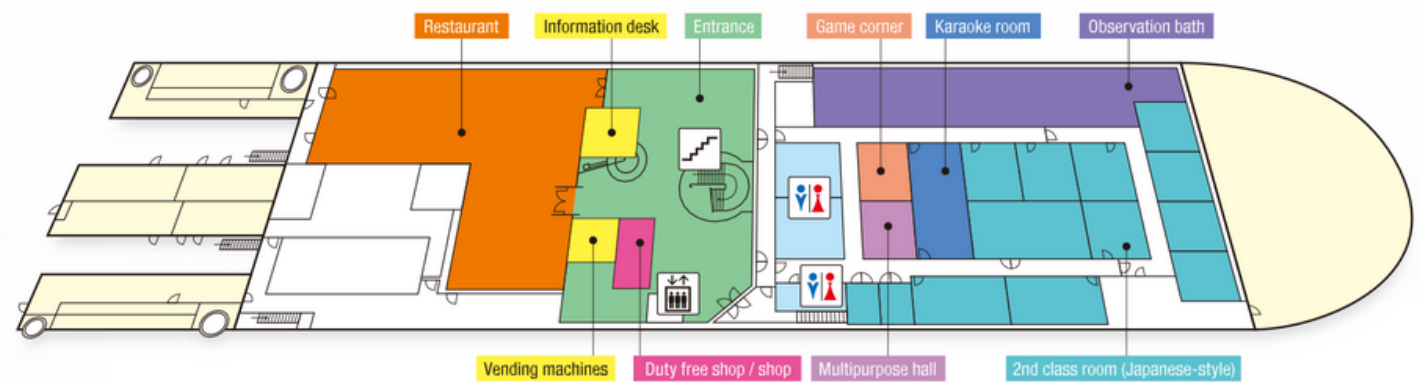 Restaurant
Information desk
Entrance
Game corner
Karaoke room
Observation bath
Vending machines
Duty free shop / shop
Multipurpose hall
2nd class room (Japanese-style)